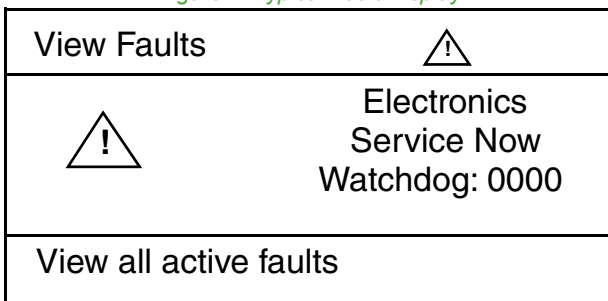 View Faults !
! Electronics
Service Now
Watchdog: 0000
View all active faults